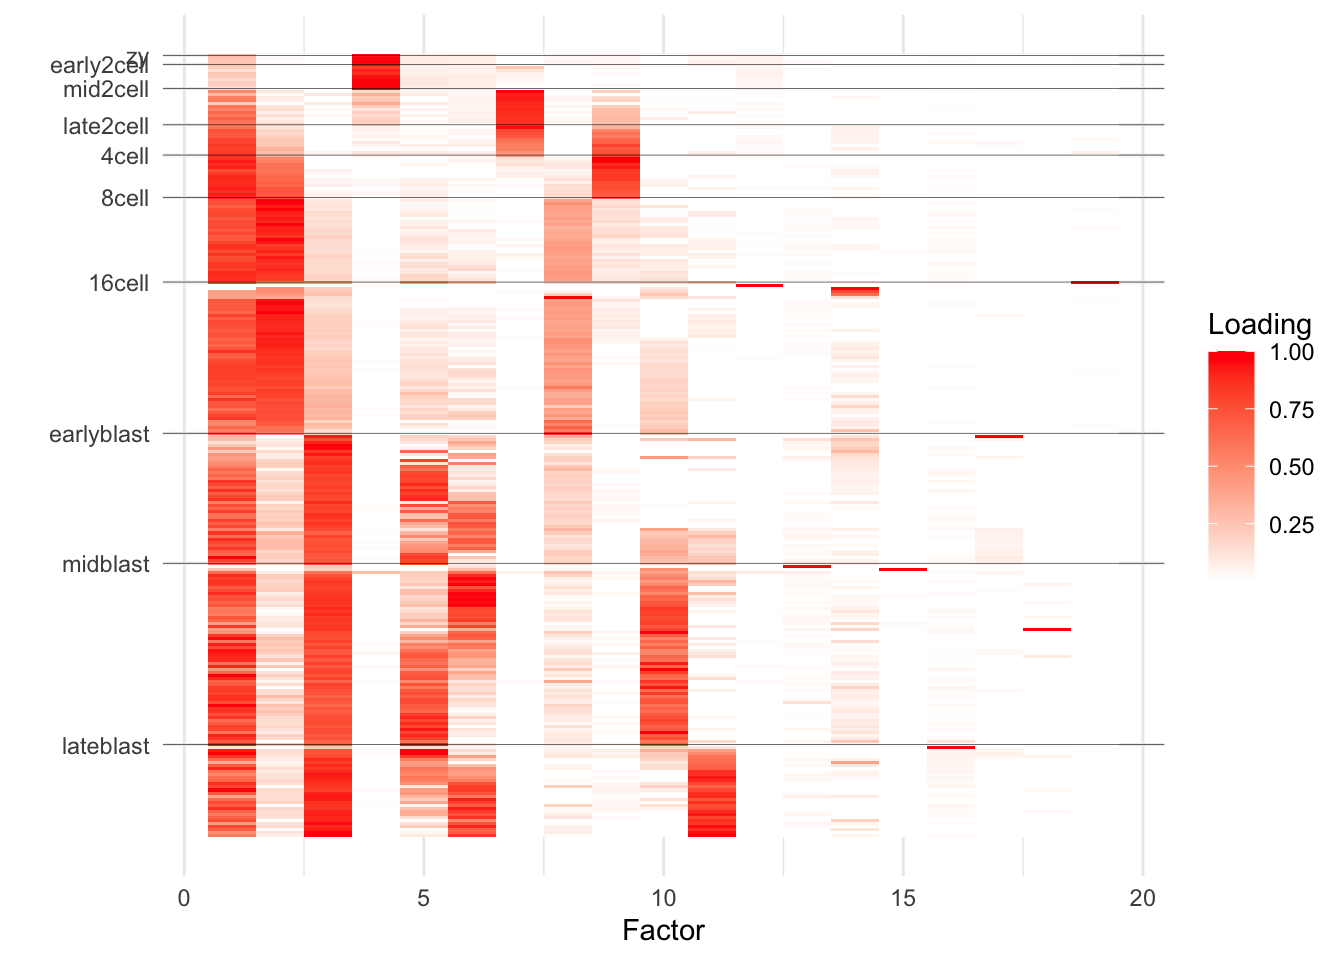 zy
early2cell
mid2cell
late2cell
4cell
8cell
16cell
earlyblast
midblast
lateblast
0
5
10
15
20
Factor
Loading
1.00
0.75
0.50
0.25